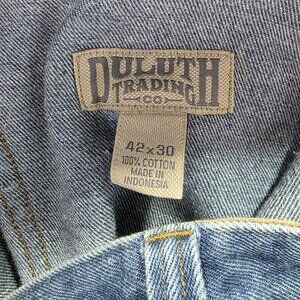 DULUTH
TRADING
CO
42x30
100% COTTON
MADE IN
INDONESIA